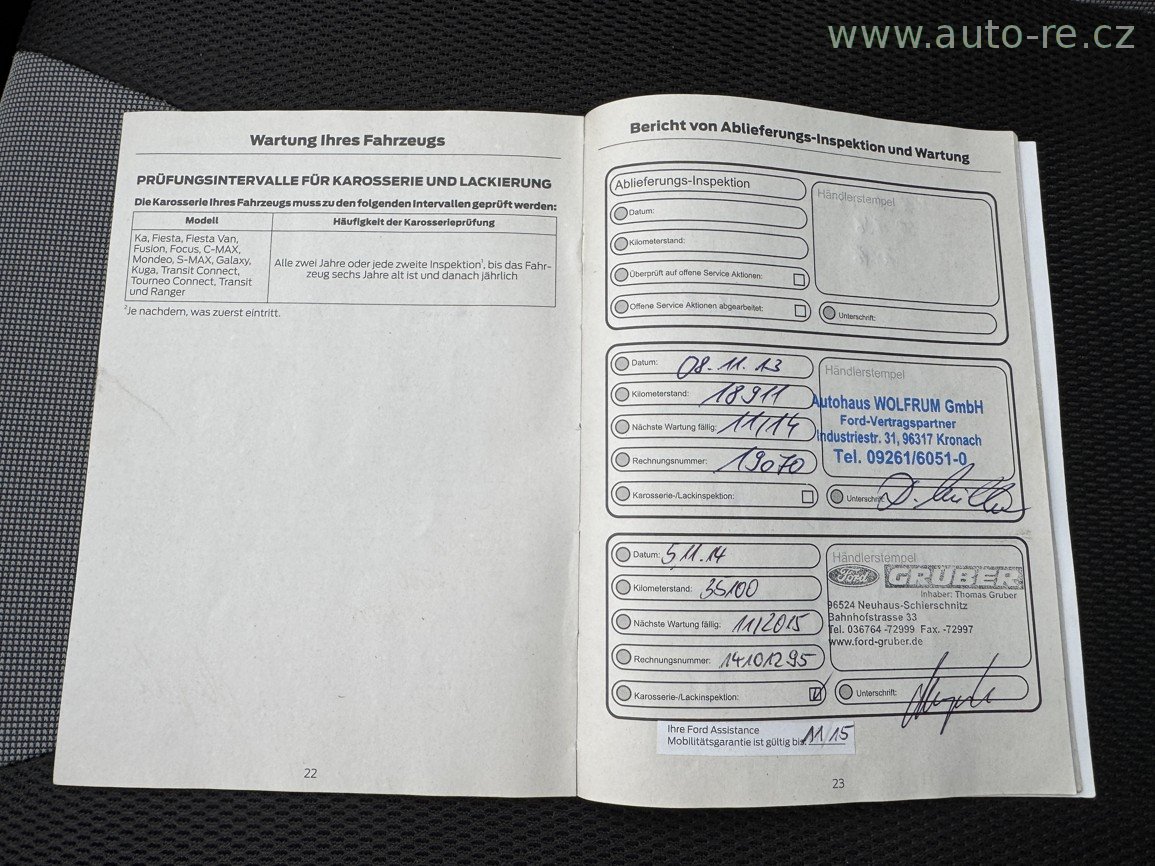 www.auto-re.cz
Wartung Ihres Fahrzeugs
PRÜFUNGSINTERVALLE FÜR KAROSSERIE UND LACKIERUNG
Die Karosserie Ihres Fahrzeugs muss zu den folgenden Intervallen geprüft werden:
Modell
Häufigkeit der Karosserieprüfung
Ka, Fiesta, Fiesta Van,
Fusion, Focus, C-MAX,
Mondeo, S-MAX, Galaxy,
Kuga, Transit Connect,
Tourneo Connect, Transit
und Ranger
Alle zwei Jahre oder jede zweite Inspektion¹, bis das Fahr-
zeug sechs Jahre alt ist und danach jährlich
Je nachdem, was zuerst eintritt.
22
Bericht von Ablieferungs-Inspektion und Wartung
Ablieferungs-Inspektion
Datum:
Kilometerstand:
Überprüft auf offene Service Aktionen:
Offene Service Aktionen abgearbeitet:
Händlerstempel
Unterschrift:
Datum: 08.11.13
Kilometerstand: 18911
Nächste Wartung fällig: 11/14
Rechnungsnummer: 19070
Karosserie-/Lackinspektion:
Händlerstempel
Autohaus WOLFRUM GmbH
Ford-Vertragspartner
Industriestr. 31, 96317 Kronach
Tel. 09261/6051-0
Unterschrift:
Datum: 5.11.14
Kilometerstand: 35100
Nächste Wartung fällig: 11/2015
Rechnungsnummer: 14101295
Karosserie-/Lackinspektion:
Händlerstempel
Ford GRUBER
Inhaber: Thomas Gruber
96524 Neuhaus-Schierschnitz
Bahnhofstrasse 33
Tel. 036764 -72999 Fax. -72997
www.ford-gruber.de
Unterschrift:
Ihre Ford Assistance
Mobilitätsgarantie ist gültig bis: 11/15
23